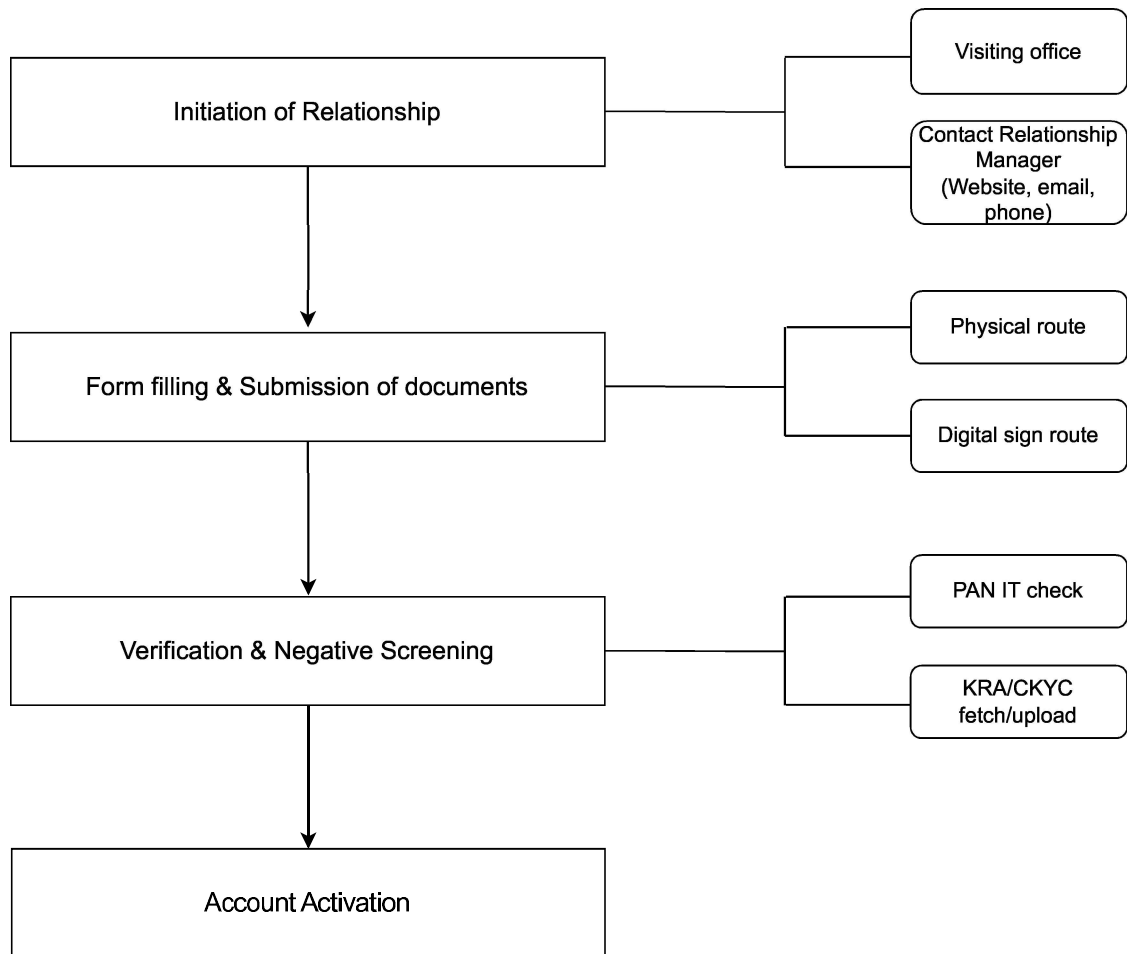 Initiation of Relationship
Visiting office
Contact Relationship
Manager
(Website, email,
phone)
Form filling & Submission of documents
Physical route
Digital sign route
Verification & Negative Screening
PAN IT check
KRA/CKYC
fetch/upload
Account Activation